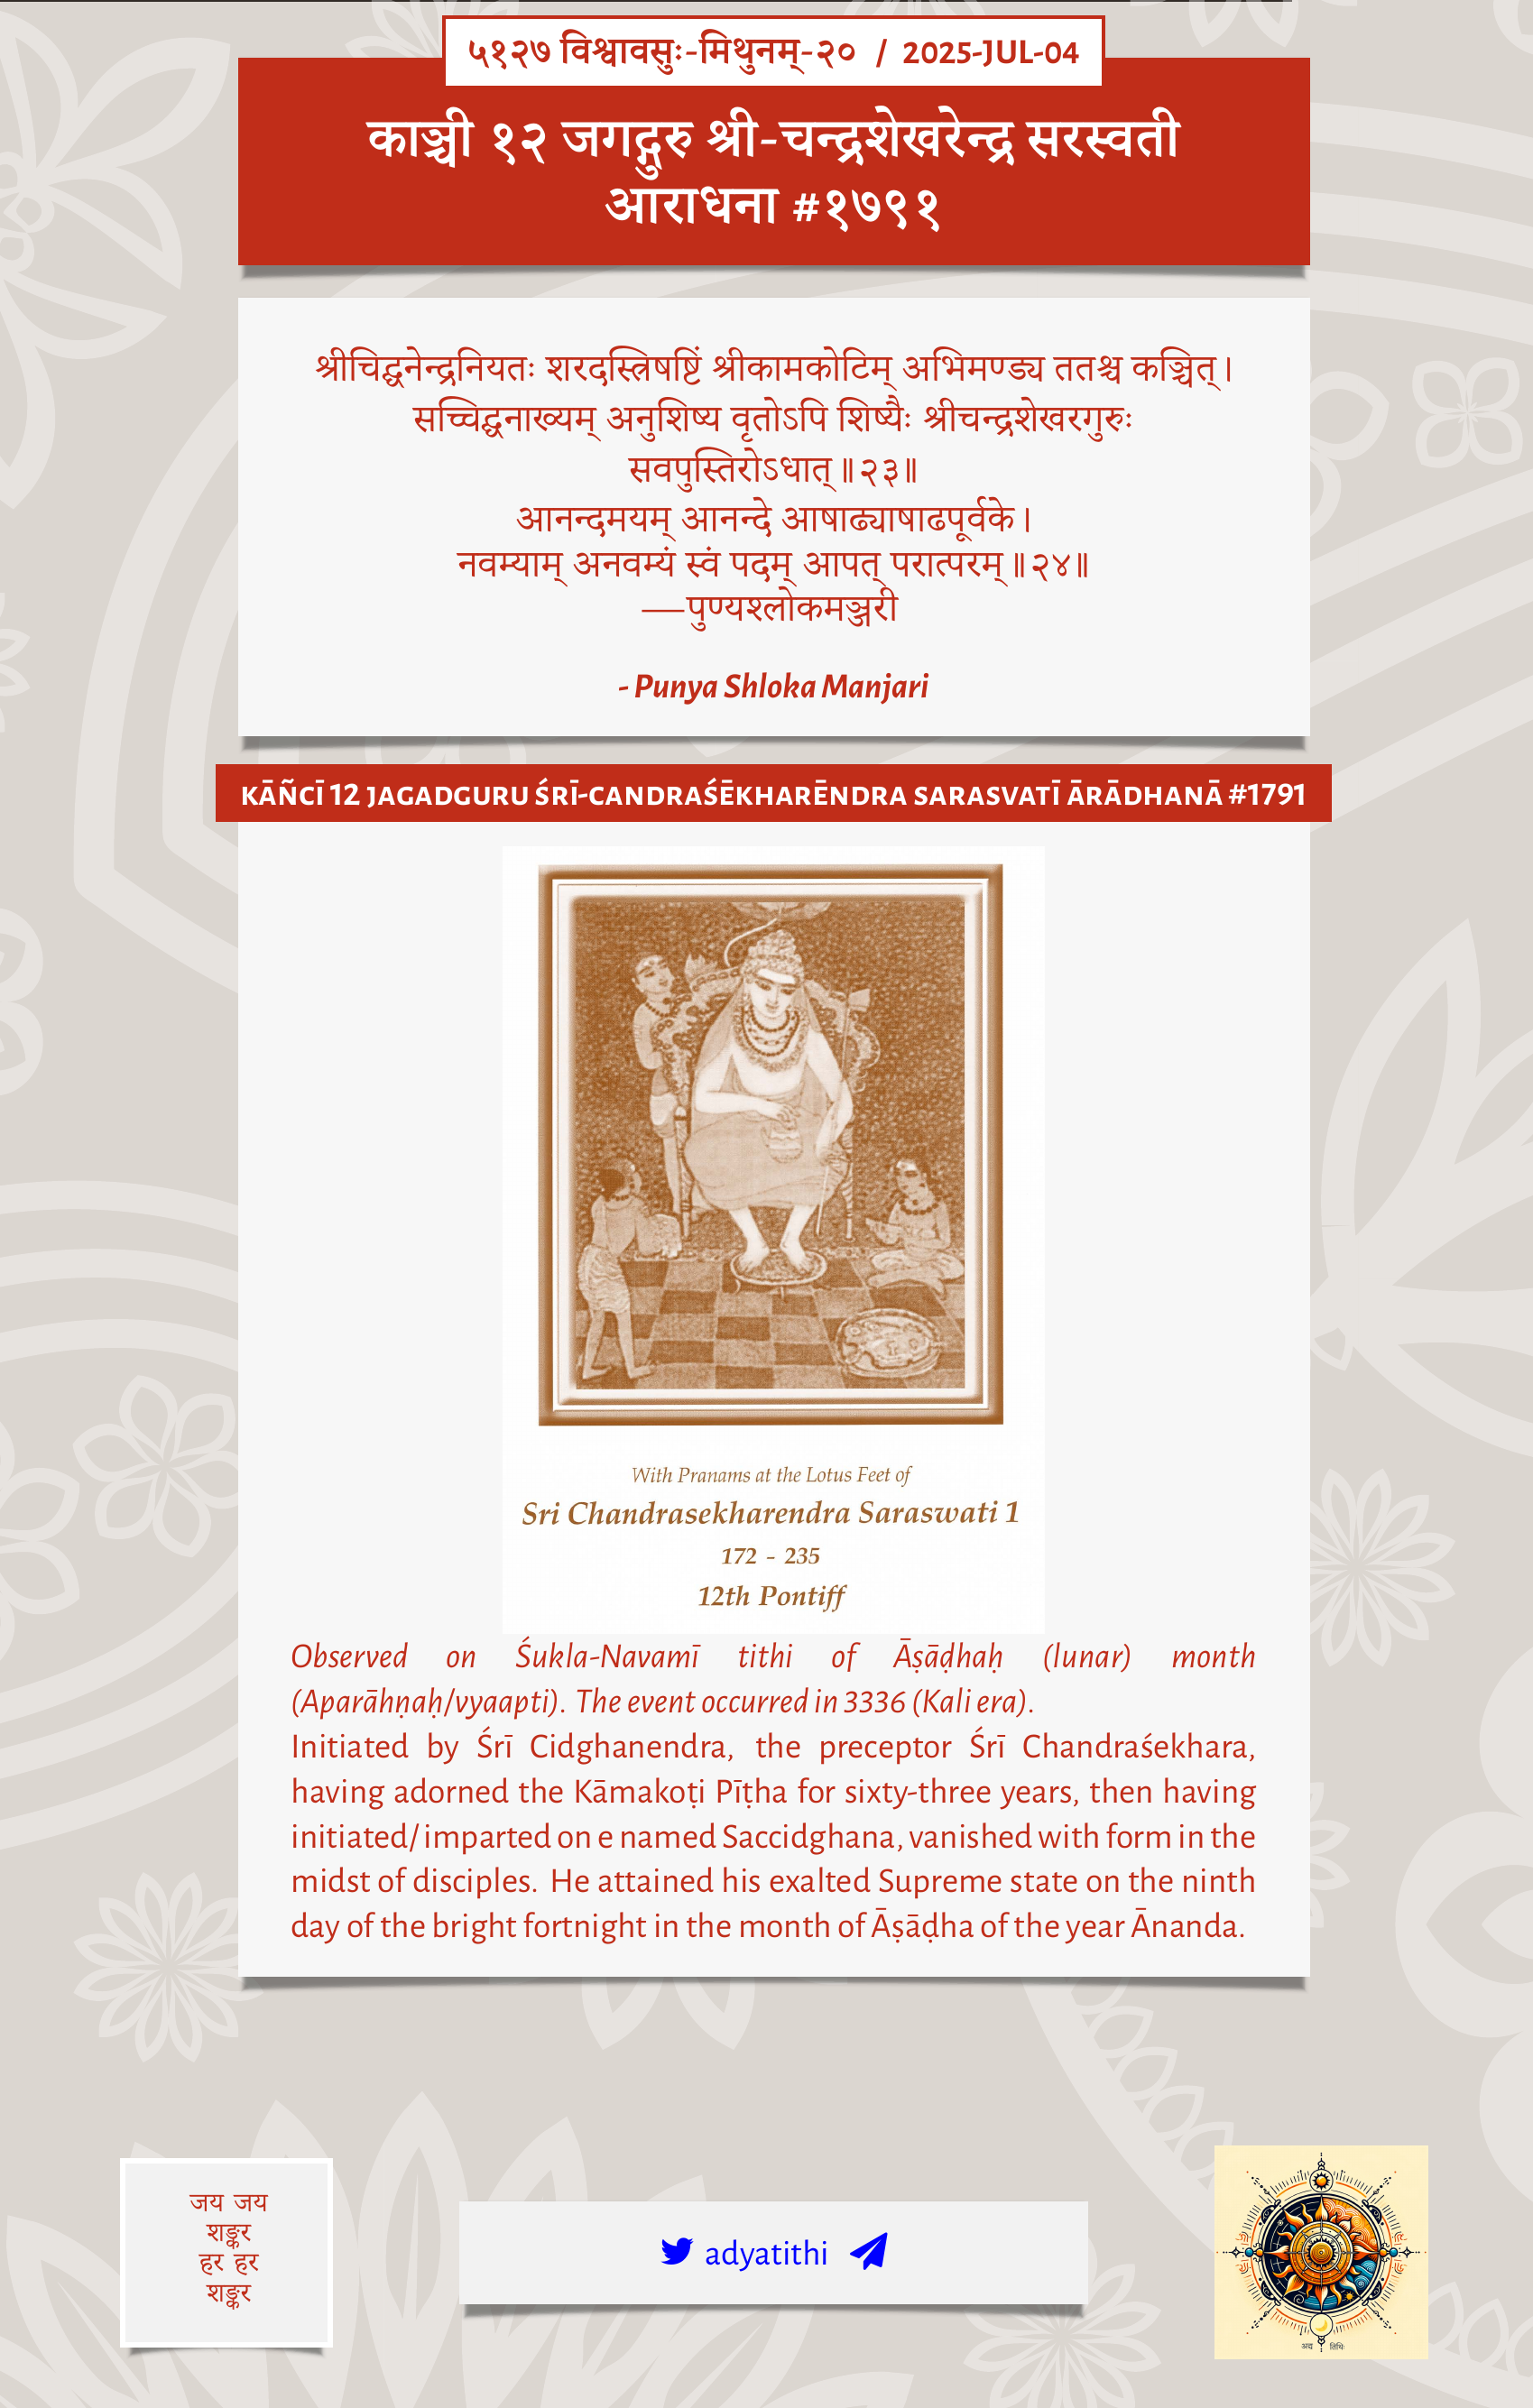 ५१२७ विश्वावसुः-मिथुनम्-२० / 2025-JUL-04
काञ्ची १२ जगद्गुरु श्री-चन्द्रशेखरेन्द्र सरस्वती
आराधना #१७९१
श्रीचिद्घनेन्द्रनियतः शरदस्त्रिषष्टिं श्रीकामकोटिम् अभिमण्ड्य ततश्च कञ्चित्।
सच्चिद्घनाख्यम् अनुशिष्य वृतोऽपि शिष्यैः श्रीचन्द्रशेखरगुरुः
सवपुस्तिरोऽधात्॥२३॥
आनन्दमयम् आनन्दे आषाढ्याषाढपूर्वके।
नवम्याम् अनवम्यं स्वं पदम् आपत् परात्परम्॥२४॥
—पुण्यश्लोकमञ्जरी
- Punya Shloka Manjari
KĀÑCĪ 12 JAGADGURU ŚRĪ-CANDRAŚĒKHARĒNDRA SARASVATĪ ĀRĀDHANĀ #1791
With Pranams at the Lotus Feet of
Sri Chandrasekharendra Saraswati 1
172 - 235
12th Pontiff
Observed on Śukla-Navamī tithi of Āṣāḍhaḥ (lunar) month
(Aparāhṇaḥ/vyaapti). The event occurred in 3336 (Kali era).
Initiated by Śrī Cidghanendra, the preceptor Śrī Chandraśekhara,
having adorned the Kāmakoṭi Pīṭha for sixty-three years, then having
initiated/imparted on e named Saccidghana, vanished with form in the
midst of disciples. He attained his exalted Supreme state on the ninth
day of the bright fortnight in the month of Āṣāḍha of the year Ānanda.
जय जय
शङ्कर
हर हर
शङ्कर
adyatithi
अद्य तिथिः